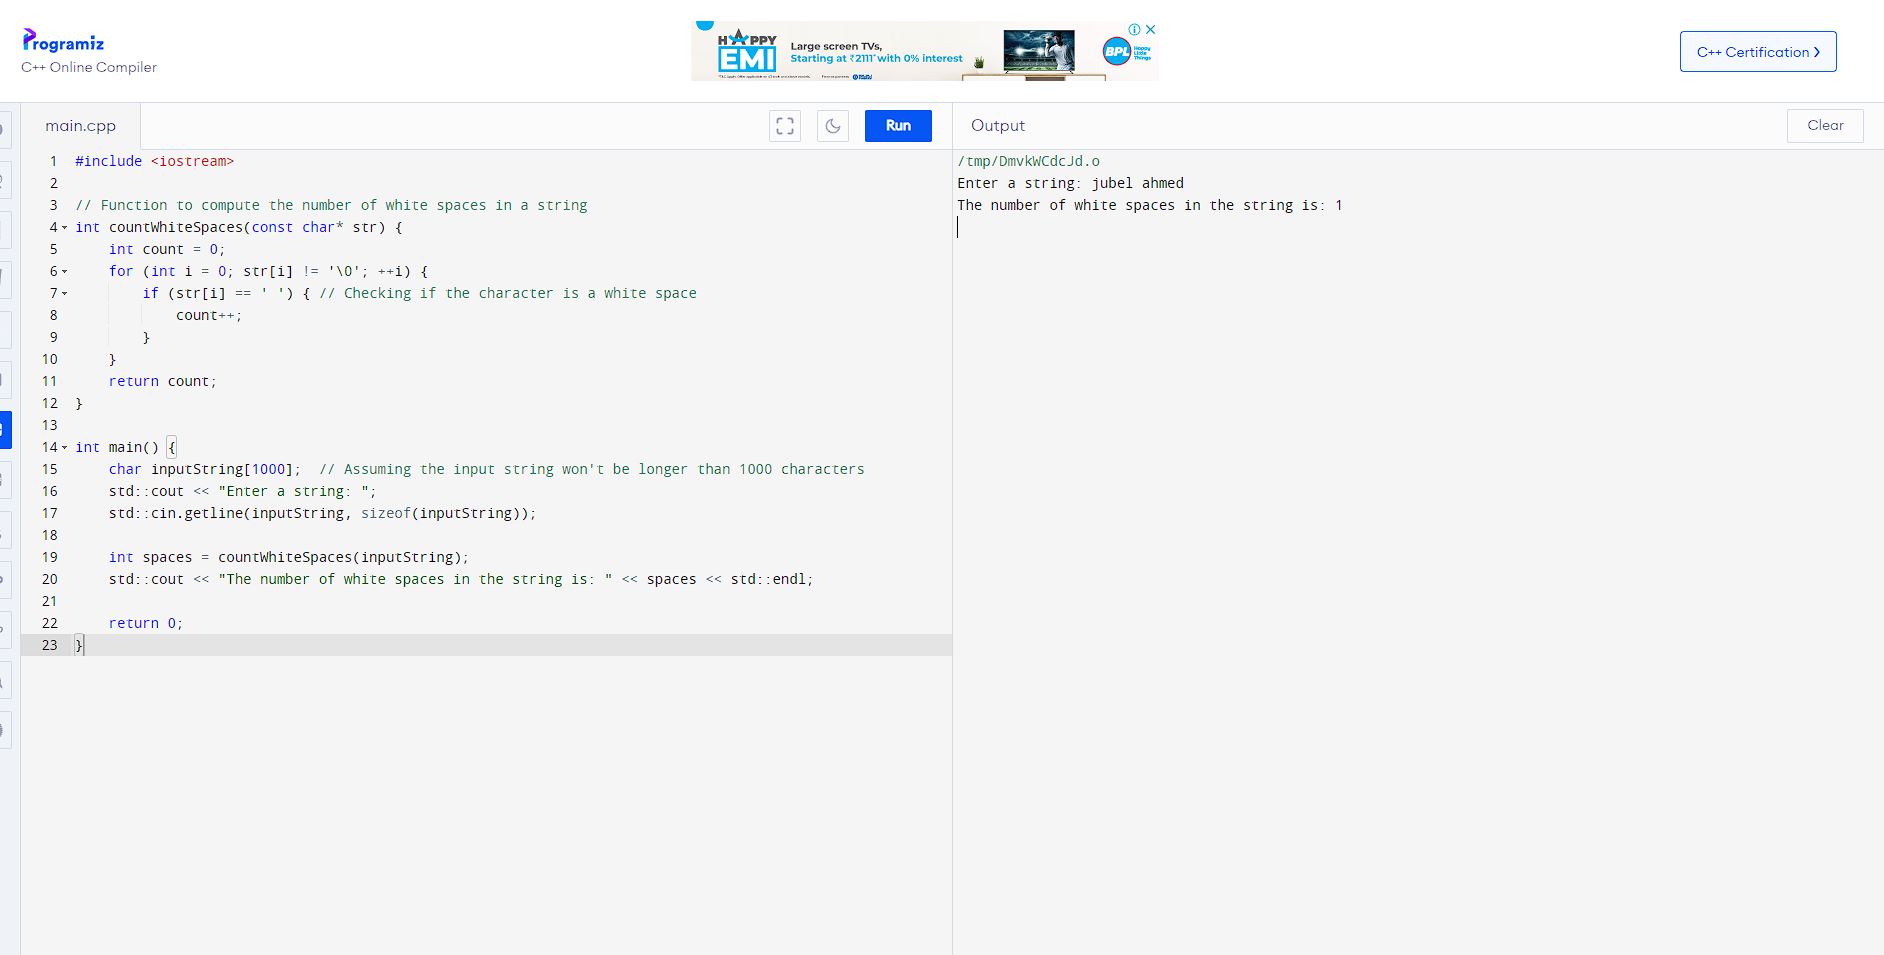 Programiz
C++ Online Compiler
HAPPY
EMI
Large screen TVs,
Starting at ₹2111* with 0% interest
BPL
Happy
Little
Things
C++ Certification
main.cpp
Run
Output
Clear
1 #include <iostream>
2
3 // Function to compute the number of white spaces in a string
4 int countWhiteSpaces(const char* str) {
5     int count = 0;
6     for (int i = 0; str[i] != '\0'; ++i) {
7         if (str[i] == ' ') { // Checking if the character is a white space
8             count++;
9         }
10     }
11     return count;
12 }
13
14 int main() {
15     char inputString[1000];  // Assuming the input string won't be longer than 1000 characters
16     std::cout << "Enter a string: ";
17     std::cin.getline(inputString, sizeof(inputString));
18
19     int spaces = countWhiteSpaces(inputString);
20     std::cout << "The number of white spaces in the string is: " << spaces << std::endl;
21
22     return 0;
23 }
/tmp/DmvkWCdcJd.o
Enter a string: jubel ahmed
The number of white spaces in the string is: 1